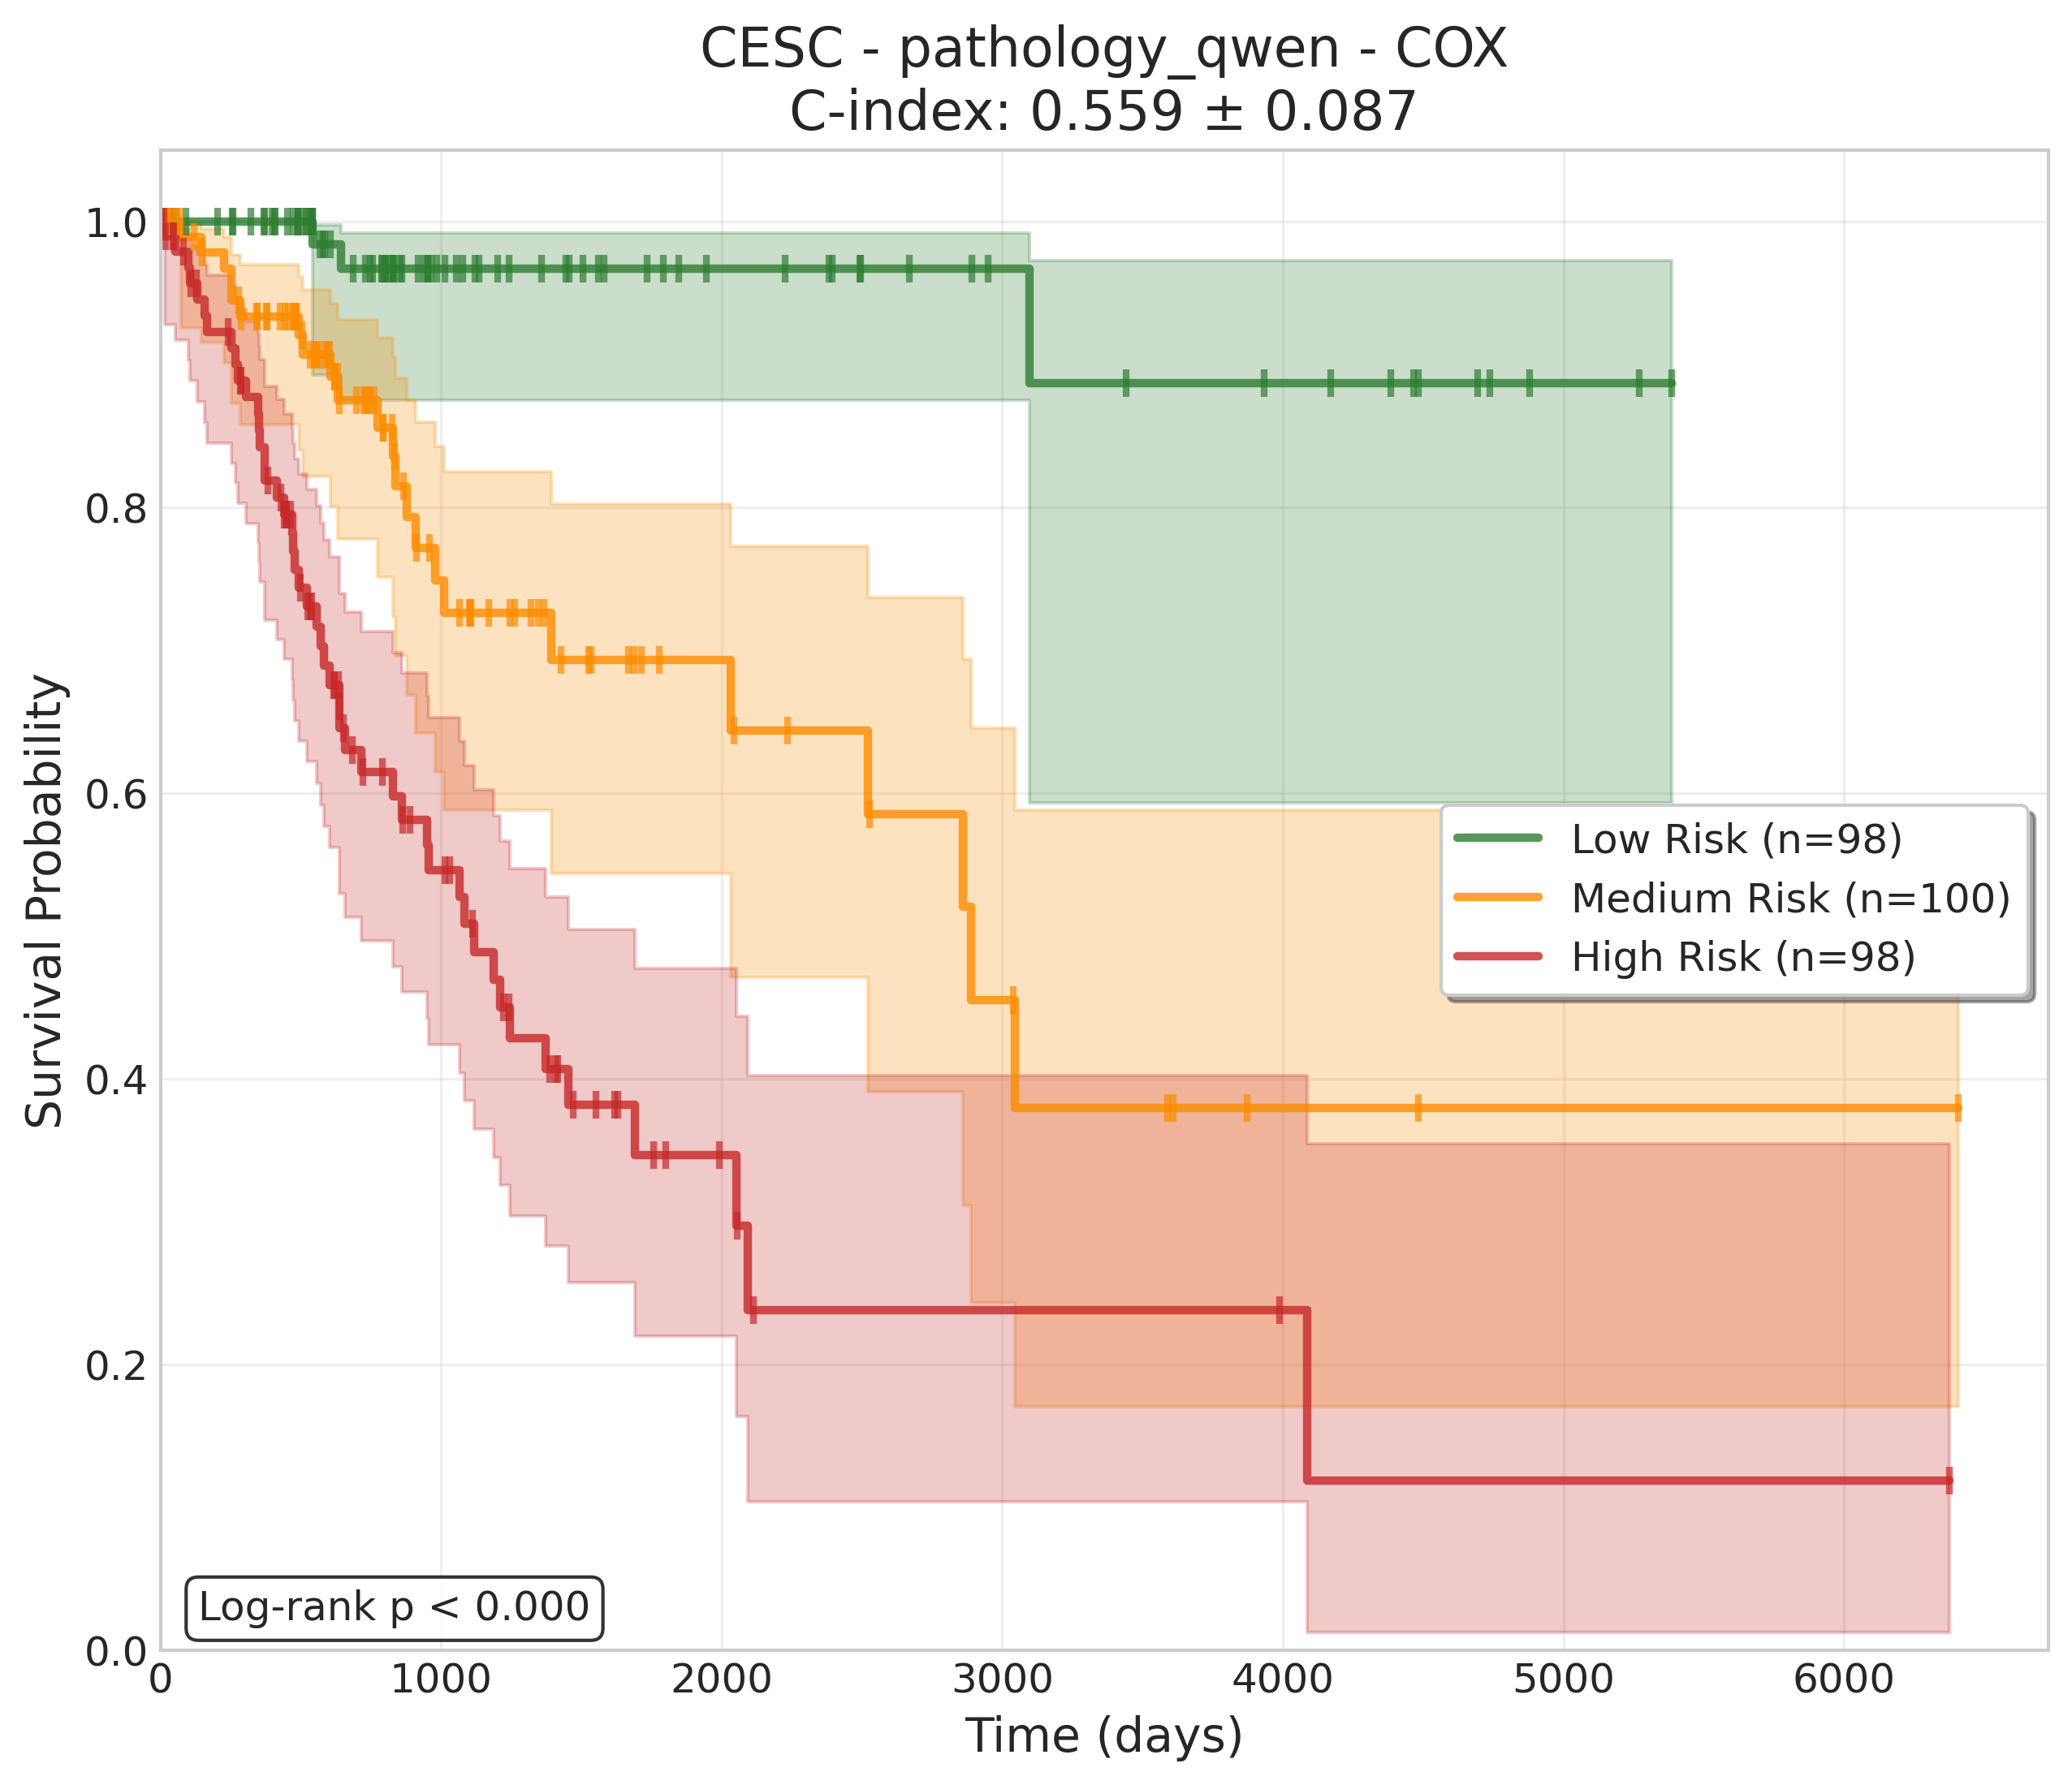 CESC - pathology_qwen - COX
C-index: 0.559 ± 0.087
Survival Probability
1.0
0.8
0.6
0.4
0.2
0.0
Low Risk (n=98)
Medium Risk (n=100)
High Risk (n=98)
Log-rank p < 0.000
0 1000 2000 3000 4000 5000 6000
Time (days)